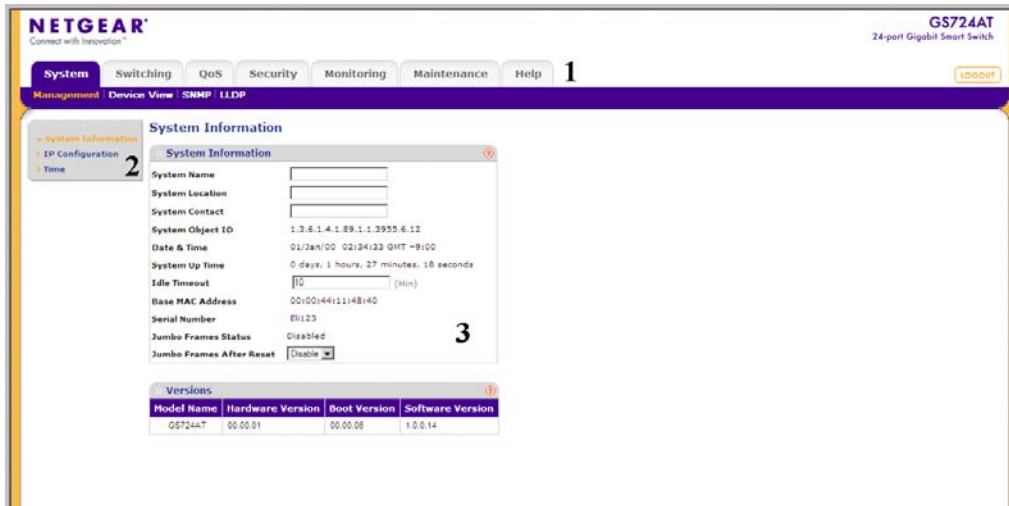 NETGEAR
Connect with Innovation™
GS724AT
24-port Gigabit Smart Switch
System Switching QoS Security Monitoring Maintenance Help 1
LOGOUT
Management Device View SNMP LLDP
System Information
IP Configuration
Time
2
System Information
System Information
System Name
System Location
System Contact
System Object ID 1.3.6.1.4.1.89.1.1.3955.6.12
Date & Time 01/Jan/00 02:34:33 GMT -9:00
System Up Time 0 days, 1 hours, 27 minutes, 18 seconds
Idle Timeout 10 (Min)
Base MAC Address 00:00:44:11:48:40
Serial Number Eli123
Jumbo Frames Status Disabled
3
Jumbo Frames After Reset Disable
Versions
Model Name Hardware Version Boot Version Software Version
GS724AT 00.00.01 00.00.06 1.0.0.14